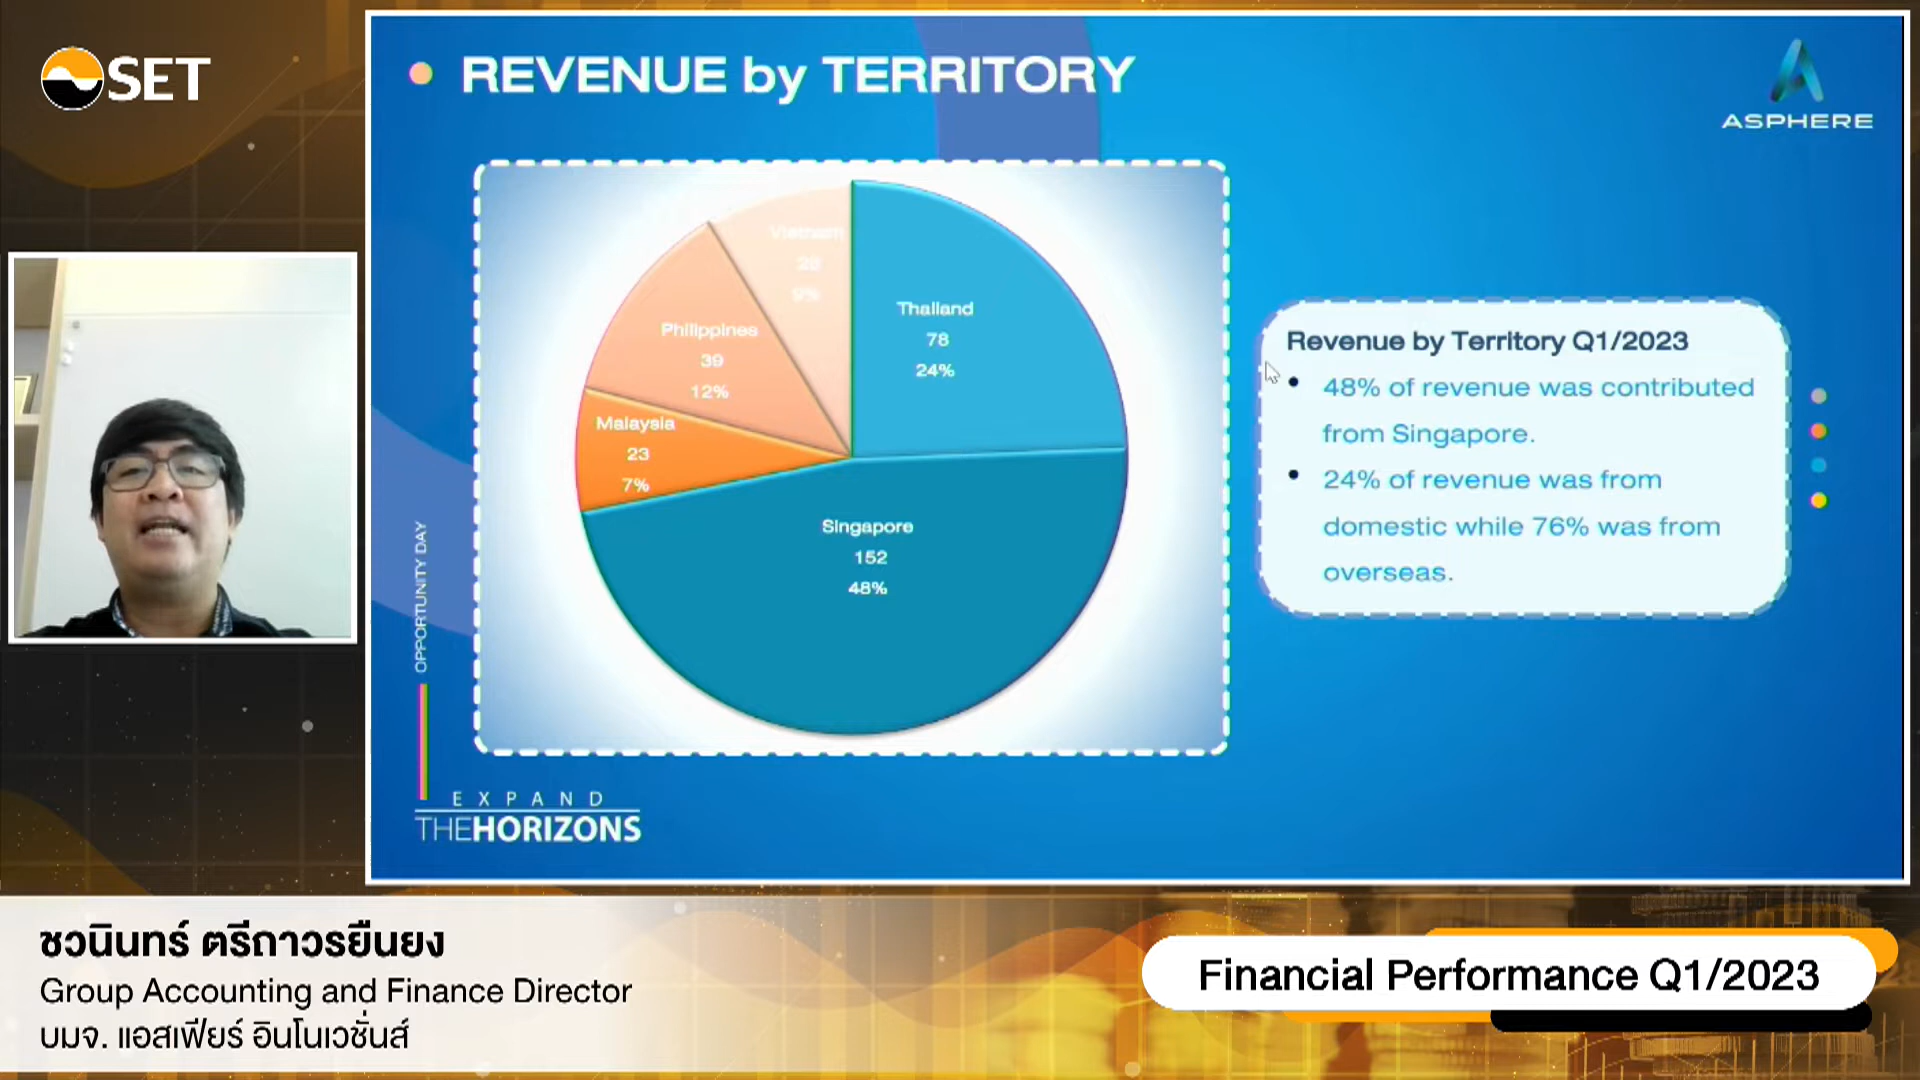 SET
REVENUE by TERRITORY
ASPHERE
Vietnam
28
9%
Thailand
78
24%
Philippines
39
12%
Malaysia
23
7%
Singapore
152
48%
Revenue by Territory Q1/2023
48% of revenue was contributed
from Singapore.
24% of revenue was from
domestic while 76% was from
overseas.
OPPORTUNITY DAY
EXPAND
THEHORIZONS
ชวนินทร์ ตรีถาวรยืนยง
Group Accounting and Finance Director
บมจ. แอสเฟียร์ อินโนเวชั่นส์
Financial Performance Q1/2023